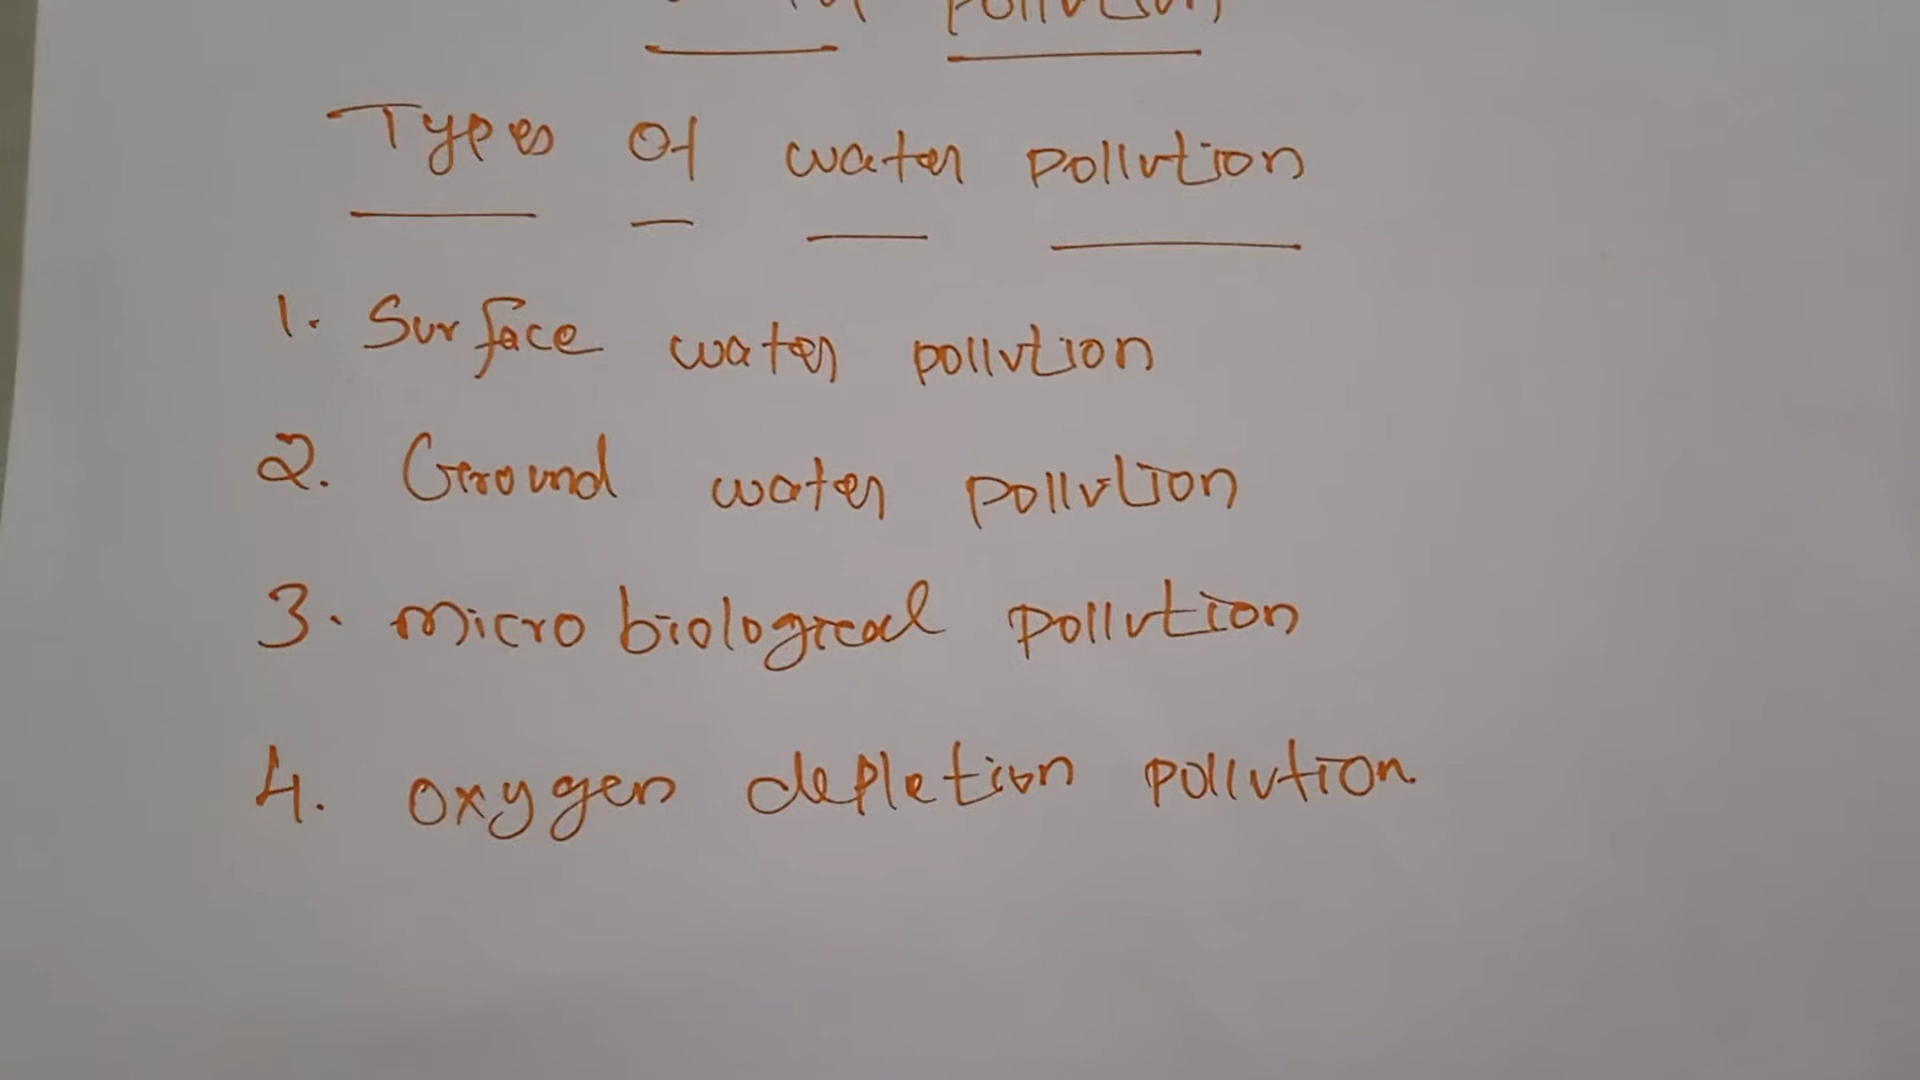 pollution
Types of water pollution
1. Surface water pollution
2. Ground water pollution
3. micro biological pollution
4. oxygen depletion pollution.